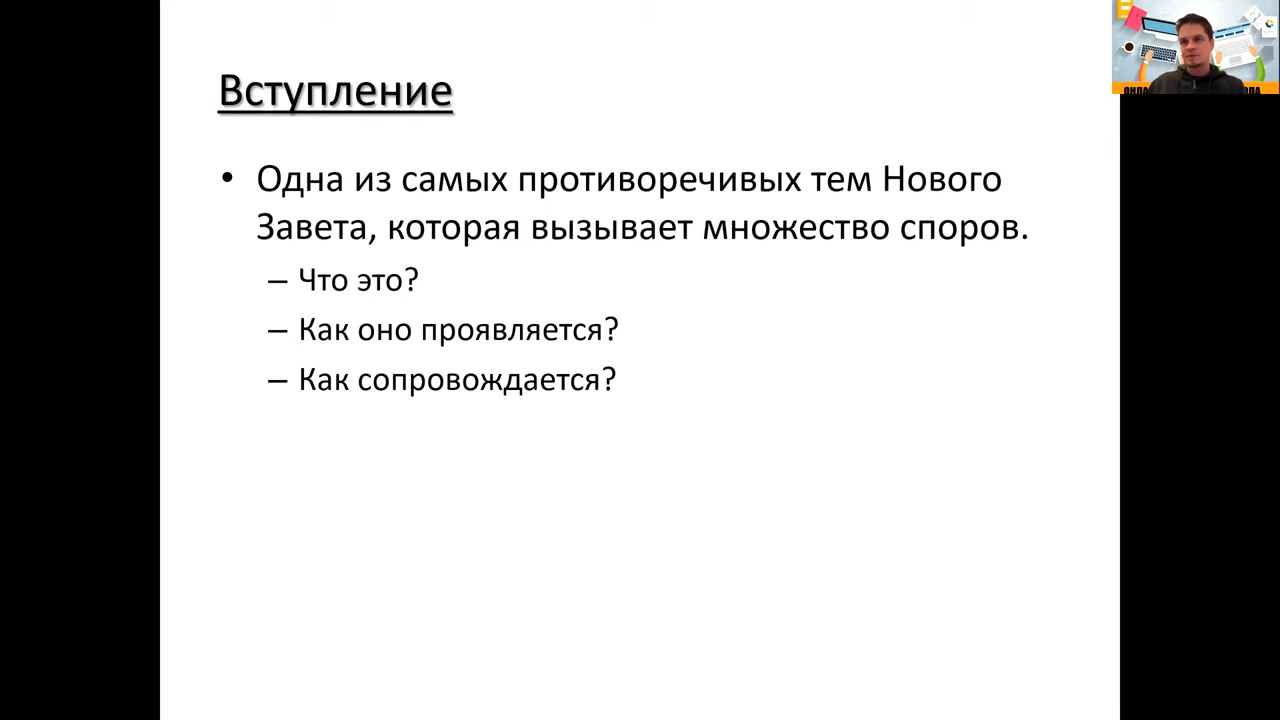 Вступление
• Одна из самых противоречивых тем Нового
Завета, которая вызывает множество споров.
– Что это?
– Как оно проявляется?
– Как сопровождается?